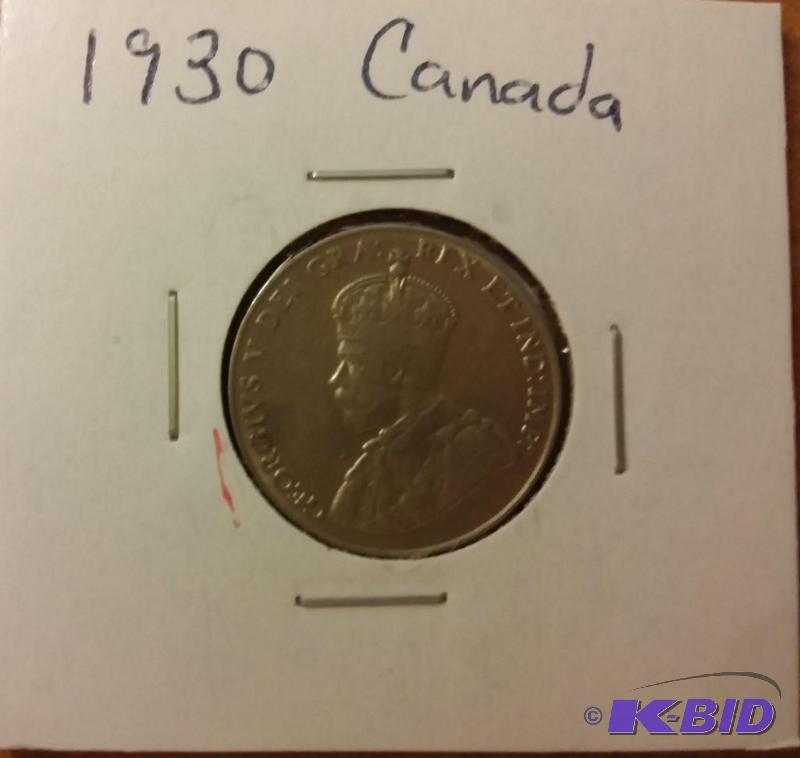 1930 Canada
GEORGIVS V DEI GRA: REX ET IND: IMP:
© K-BID